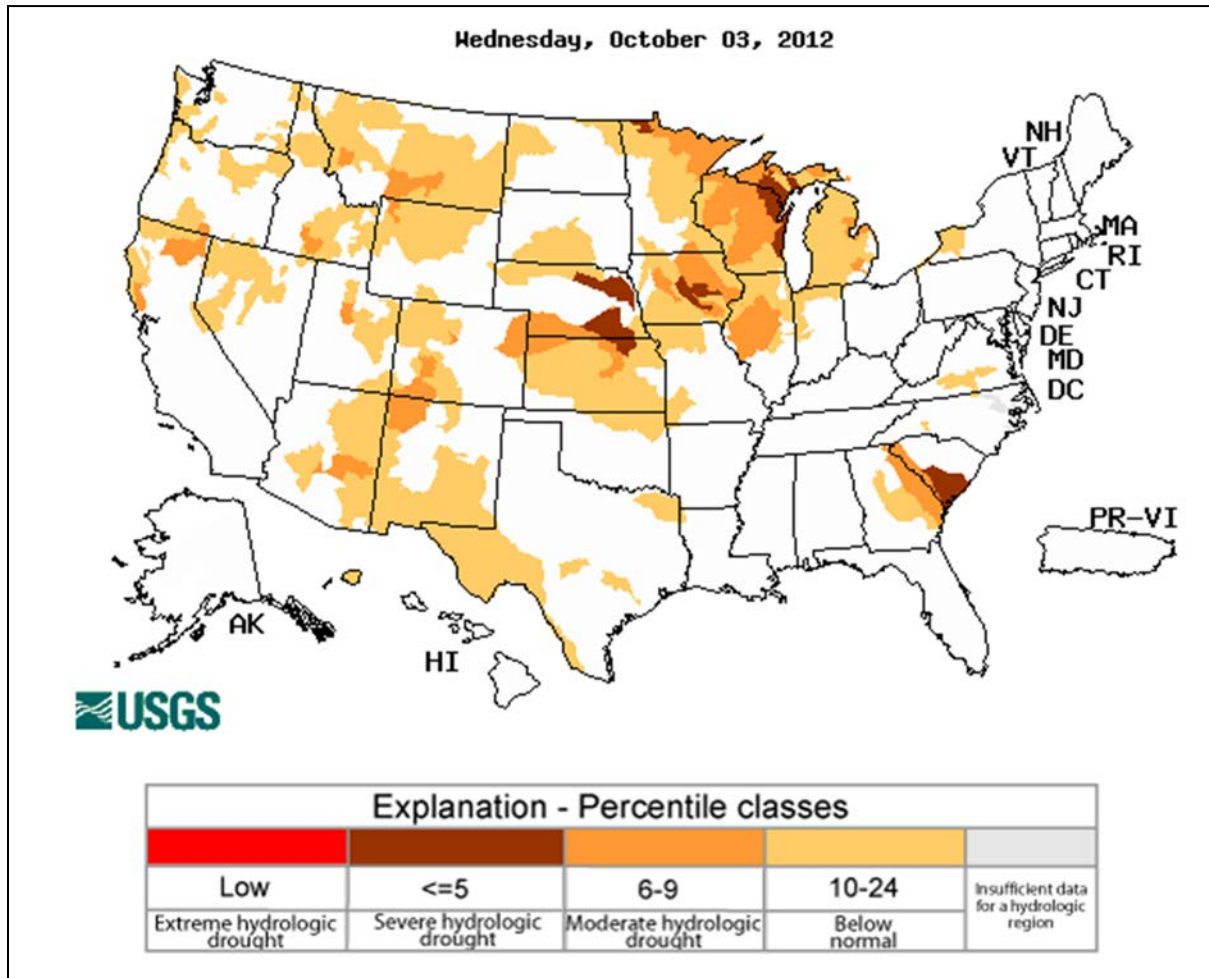 Wednesday, October 03, 2012
NH
VT
MA
RI
CT
NJ
DE
MD
DC
PR-VI
AK
HI
USGS
Explanation - Percentile classes
Low
<=5
6-9
10-24
Insufficient data
for a hydrologic
region
Extreme hydrologic
drought
Severe hydrologic
drought
Moderate hydrologic
drought
Below
normal